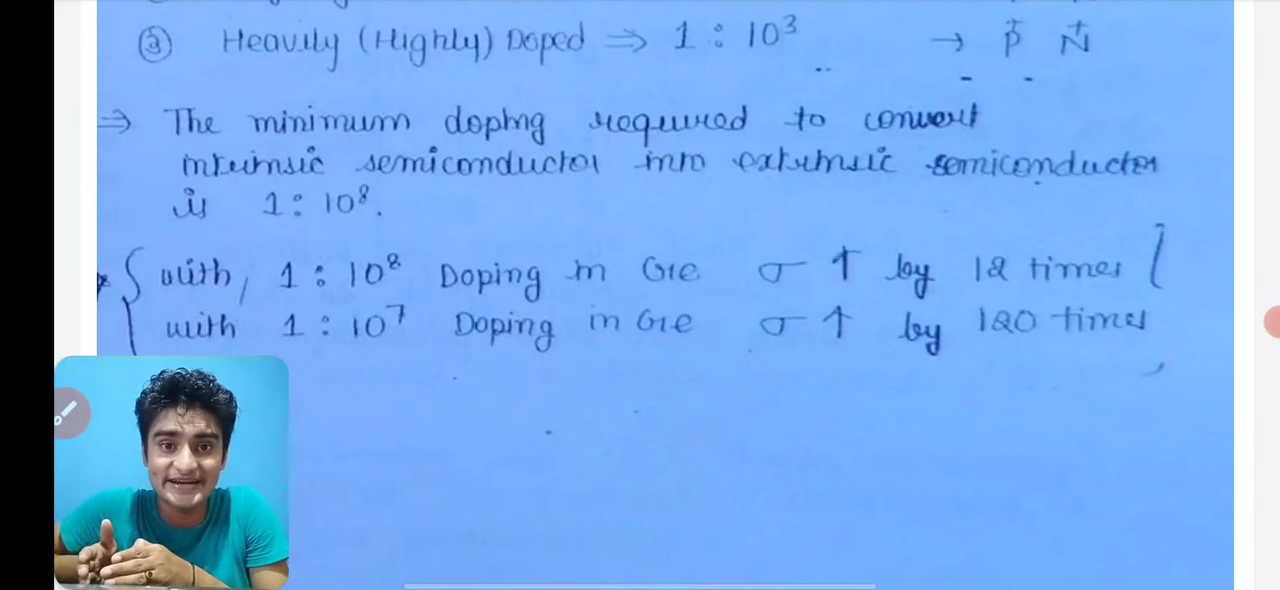 ③ Heavily (Highly) Doped ⇒ 1 : 10³ → P⁺ N⁺
⇒ The minimum doping required to convert
intrinsic semiconductor into extrinsic semiconductor
is 1 : 10⁸.
* { with, 1 : 10⁸ Doping in Ge σ ↑ by 12 times }
with 1 : 10⁷ Doping in Ge σ ↑ by 120 times